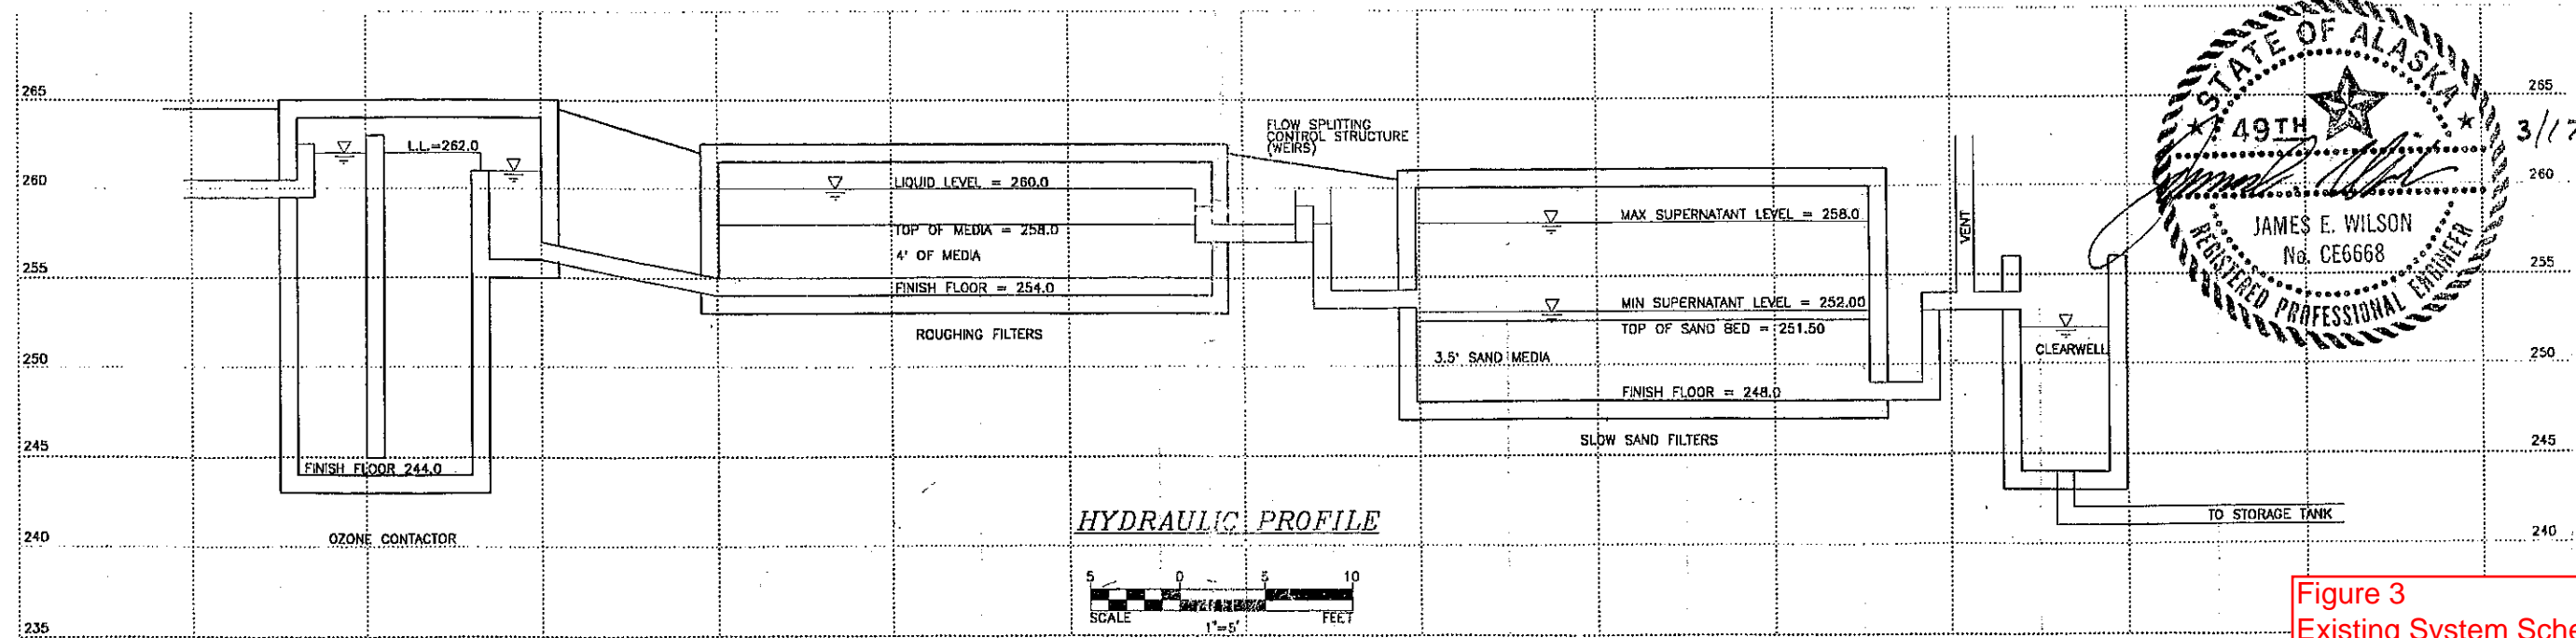 265
260
255
250
245
240
235
L.L.=262.0
FINISH FLOOR 244.0
OZONE CONTACTOR
LIQUID LEVEL = 260.0
TOP OF MEDIA = 258.0
4' OF MEDIA
FINISH FLOOR = 254.0
ROUGHING FILTERS
FLOW SPLITTING
CONTROL STRUCTURE
(WEIRS)
MAX SUPERNATANT LEVEL = 258.0
MIN SUPERNATANT LEVEL = 252.00
TOP OF SAND BED = 251.50
3.5' SAND MEDIA
FINISH FLOOR = 248.0
SLOW SAND FILTERS
VENT
CLEARWELL
TO STORAGE TANK
HYDRAULIC PROFILE
5 0 5 10
SCALE 1"=5' FEET
STATE OF ALASKA
49TH
JAMES E. WILSON
No. CE6668
REGISTERED PROFESSIONAL ENGINEER
265
260
255
250
245
240
Figure 3
Existing System